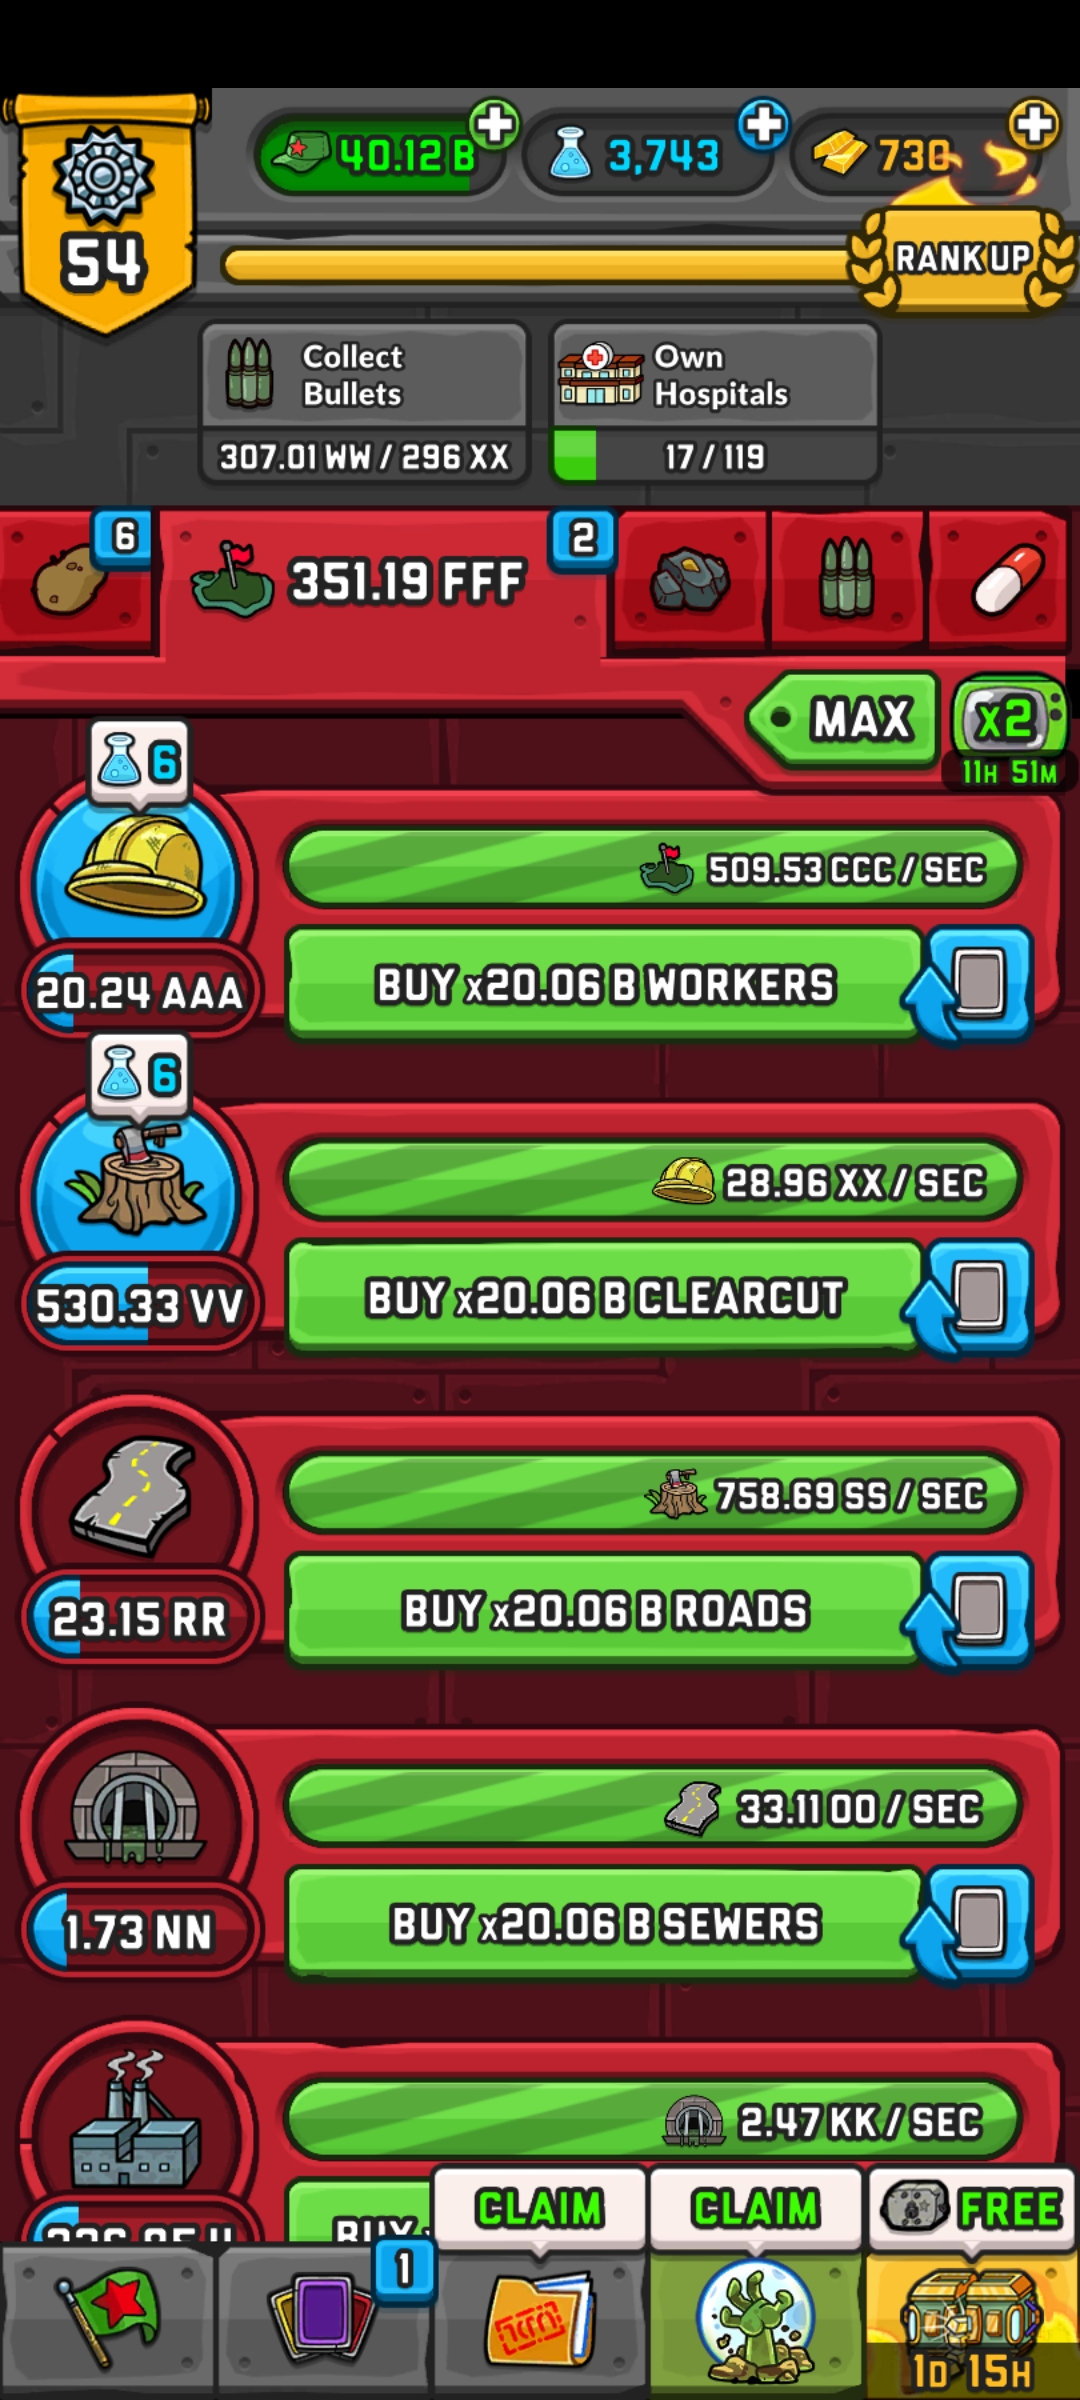 40.12 B
3,743
730
54
RANK UP
Collect
Bullets
Own
Hospitals
307.01 WW / 296 XX
17 / 119
6
351.19 FFF
2
MAX
x2
11H 51M
6
509.53 CCC / SEC
20.24 AAA
BUY x20.06 B WORKERS
6
28.96 XX / SEC
530.33 VV
BUY x20.06 B CLEARCUT
758.69 SS / SEC
23.15 RR
BUY x20.06 B ROADS
33.11 OO / SEC
1.73 NN
BUY x20.06 B SEWERS
2.47 KK / SEC
BUY
CLAIM
CLAIM
FREE
1
1D 15H